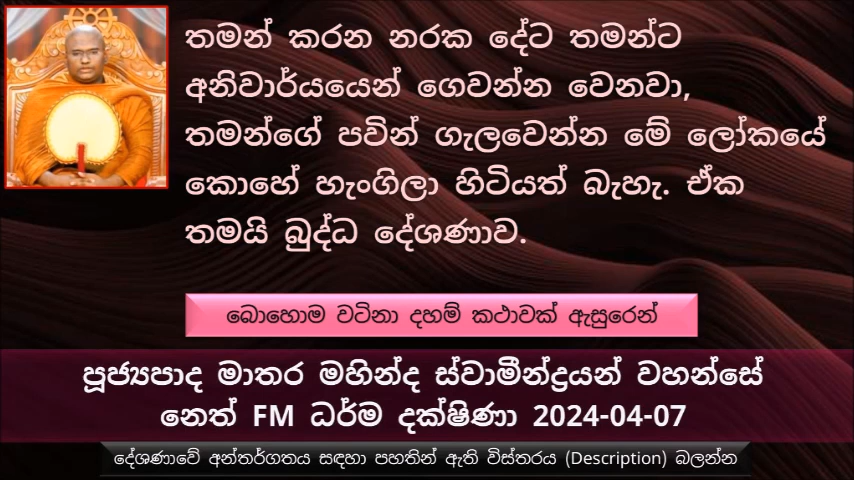 තමන් කරන නරක දේට තමන්ට
අනිවාර්යයෙන් ගෙවන්න වෙනවා,
තමන්ගේ පවින් ගැලවෙන්න මේ ලෝකයේ
කොහේ හැංගිලා හිටියත් බැහැ. ඒක
තමයි බුද්ධ දේශණාව.
බොහොම වටිනා දහම් කථාවක් ඇසුරෙන්
පූජ්‍යපාද මාතර මහින්ද ස්වාමීන්ද්‍රයන් වහන්සේ
නෙත් FM ධර්ම දක්ෂිණා 2024-04-07
දේශණාවේ අන්තර්ගතය සඳහා පහතින් ඇති විස්තරය (Description) බලන්න